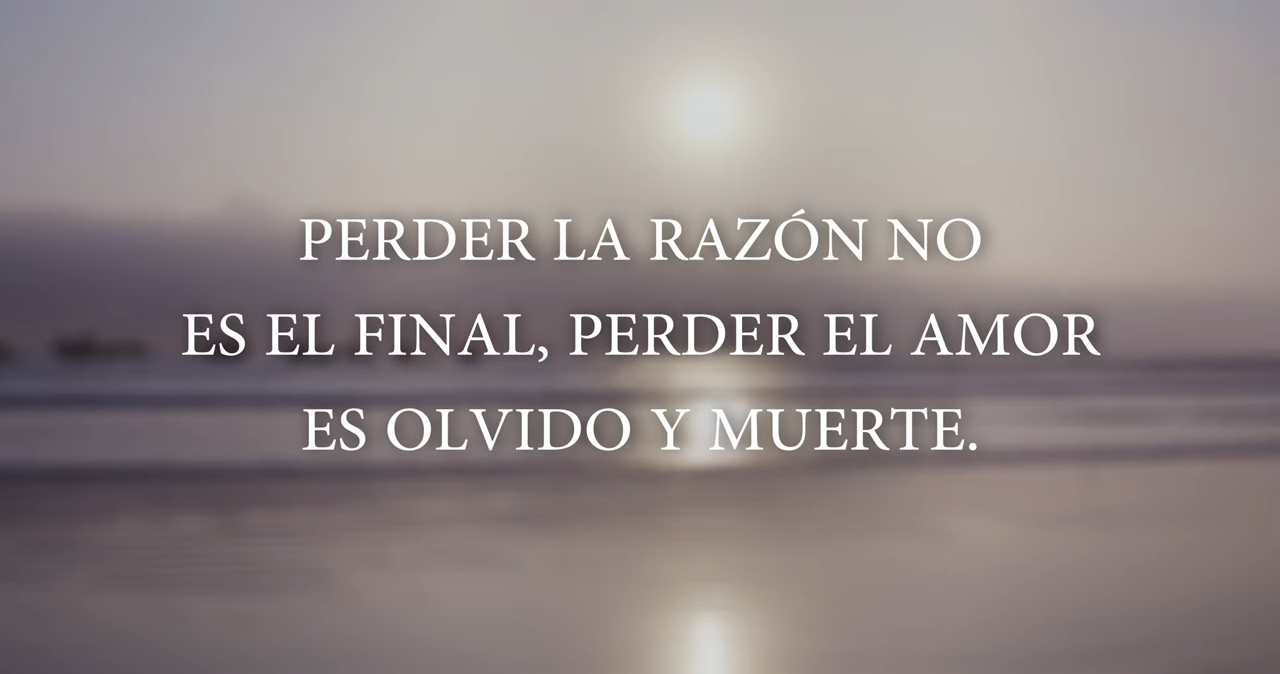 PERDER LA RAZÓN NO
ES EL FINAL, PERDER EL AMOR
ES OLVIDO Y MUERTE.